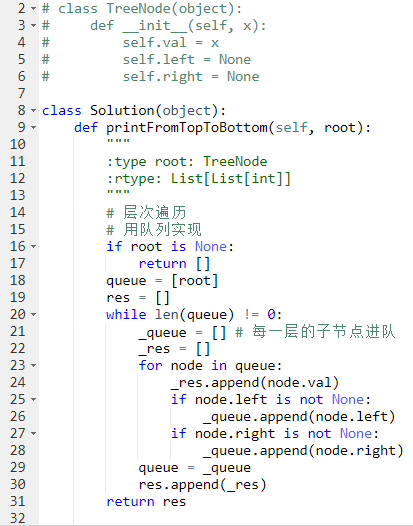 2 # class TreeNode(object):
3 #     def __init__(self, x):
4 #         self.val = x
5 #         self.left = None
6 #         self.right = None
7
8 class Solution(object):
9     def printFromTopToBottom(self, root):
10         """
11         :type root: TreeNode
12         :rtype: List[List[int]]
13         """
14         # 层次遍历
15         # 用队列实现
16         if root is None:
17             return []
18         queue = [root]
19         res = []
20         while len(queue) != 0:
21             _queue = [] # 每一层的子节点进队
22             _res = []
23             for node in queue:
24                 _res.append(node.val)
25                 if node.left is not None:
26                     _queue.append(node.left)
27                 if node.right is not None:
28                     _queue.append(node.right)
29             queue = _queue
30             res.append(_res)
31         return res
32